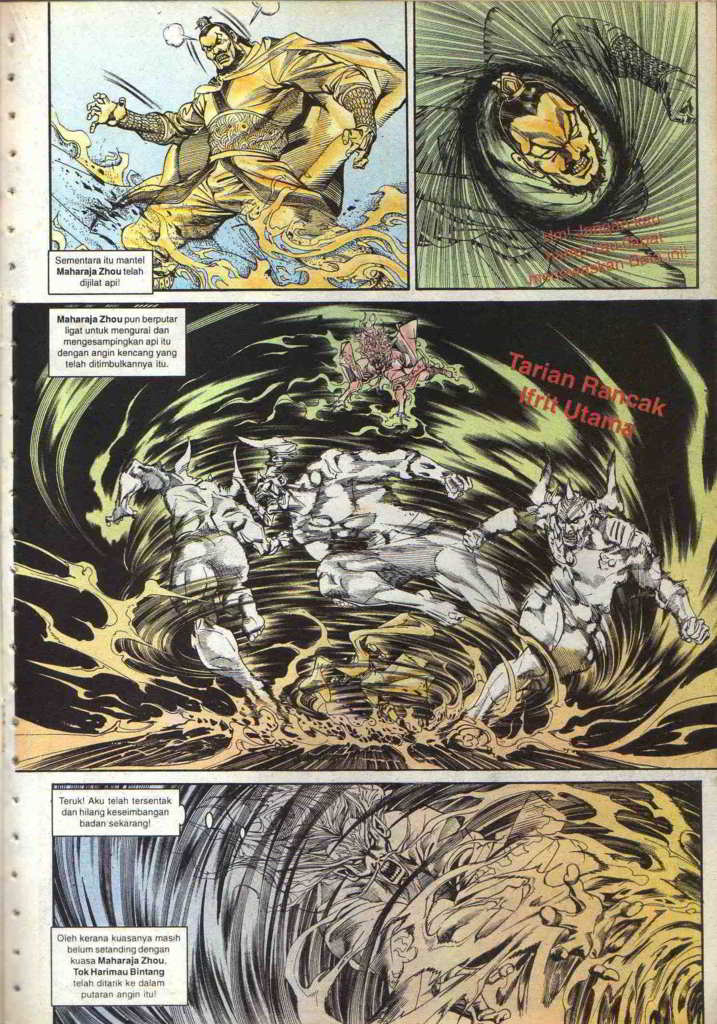 Sementara itu mantel
Maharaja Zhou telah
dijilat api!
Maharaja Zhou pun berputar
ligat untuk mengurai dan
mengesampingkan api itu
dengan angin kencang yang
telah ditimbulkannya itu.
Tarian Rancak
Ifrit Utama
Teruk! Aku telah tersentak
dan hilang keseimbangan
badan sekarang!
Oleh kerana kuasanya masih
belum setanding dengan
kuasa Maharaja Zhou,
Tok Harimau Bintang
telah ditarik ke dalam
putaran angin itu!